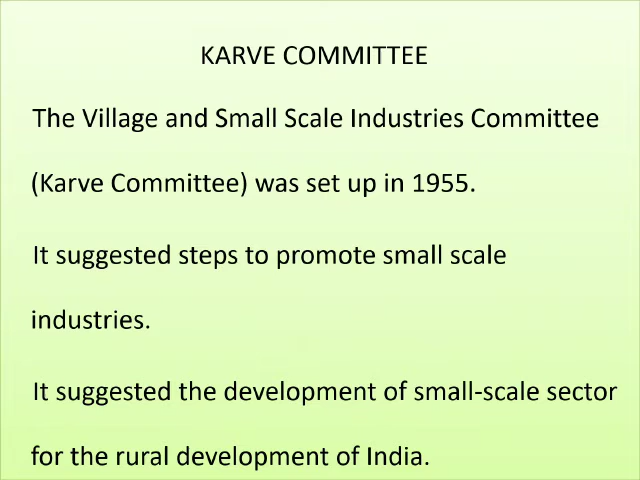 KARVE COMMITTEE
The Village and Small Scale Industries Committee
(Karve Committee) was set up in 1955.
It suggested steps to promote small scale
industries.
It suggested the development of small-scale sector
for the rural development of India.